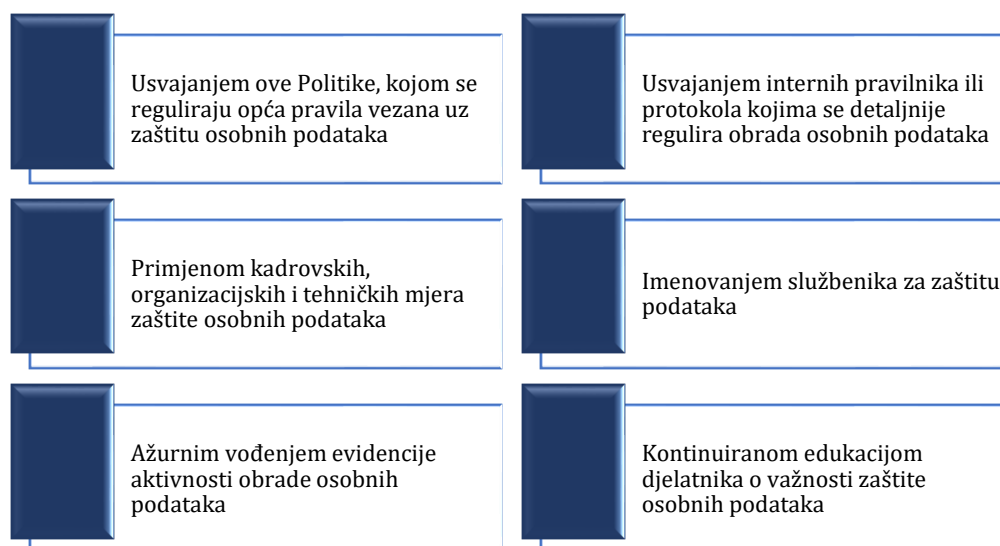 Usvajanjem ove Politike, kojom se
reguliraju opća pravila vezana uz
zaštitu osobnih podataka
Usvajanjem internih pravilnika ili
protokola kojima se detaljnije
regulira obrada osobnih podataka
Primjenom kadrovskih,
organizacijskih i tehničkih mjera
zaštite osobnih podataka
Imenovanjem službenika za zaštitu
podataka
Ažurnim vođenjem evidencije
aktivnosti obrade osobnih
podataka
Kontinuiranom edukacijom
djelatnika o važnosti zaštite
osobnih podataka